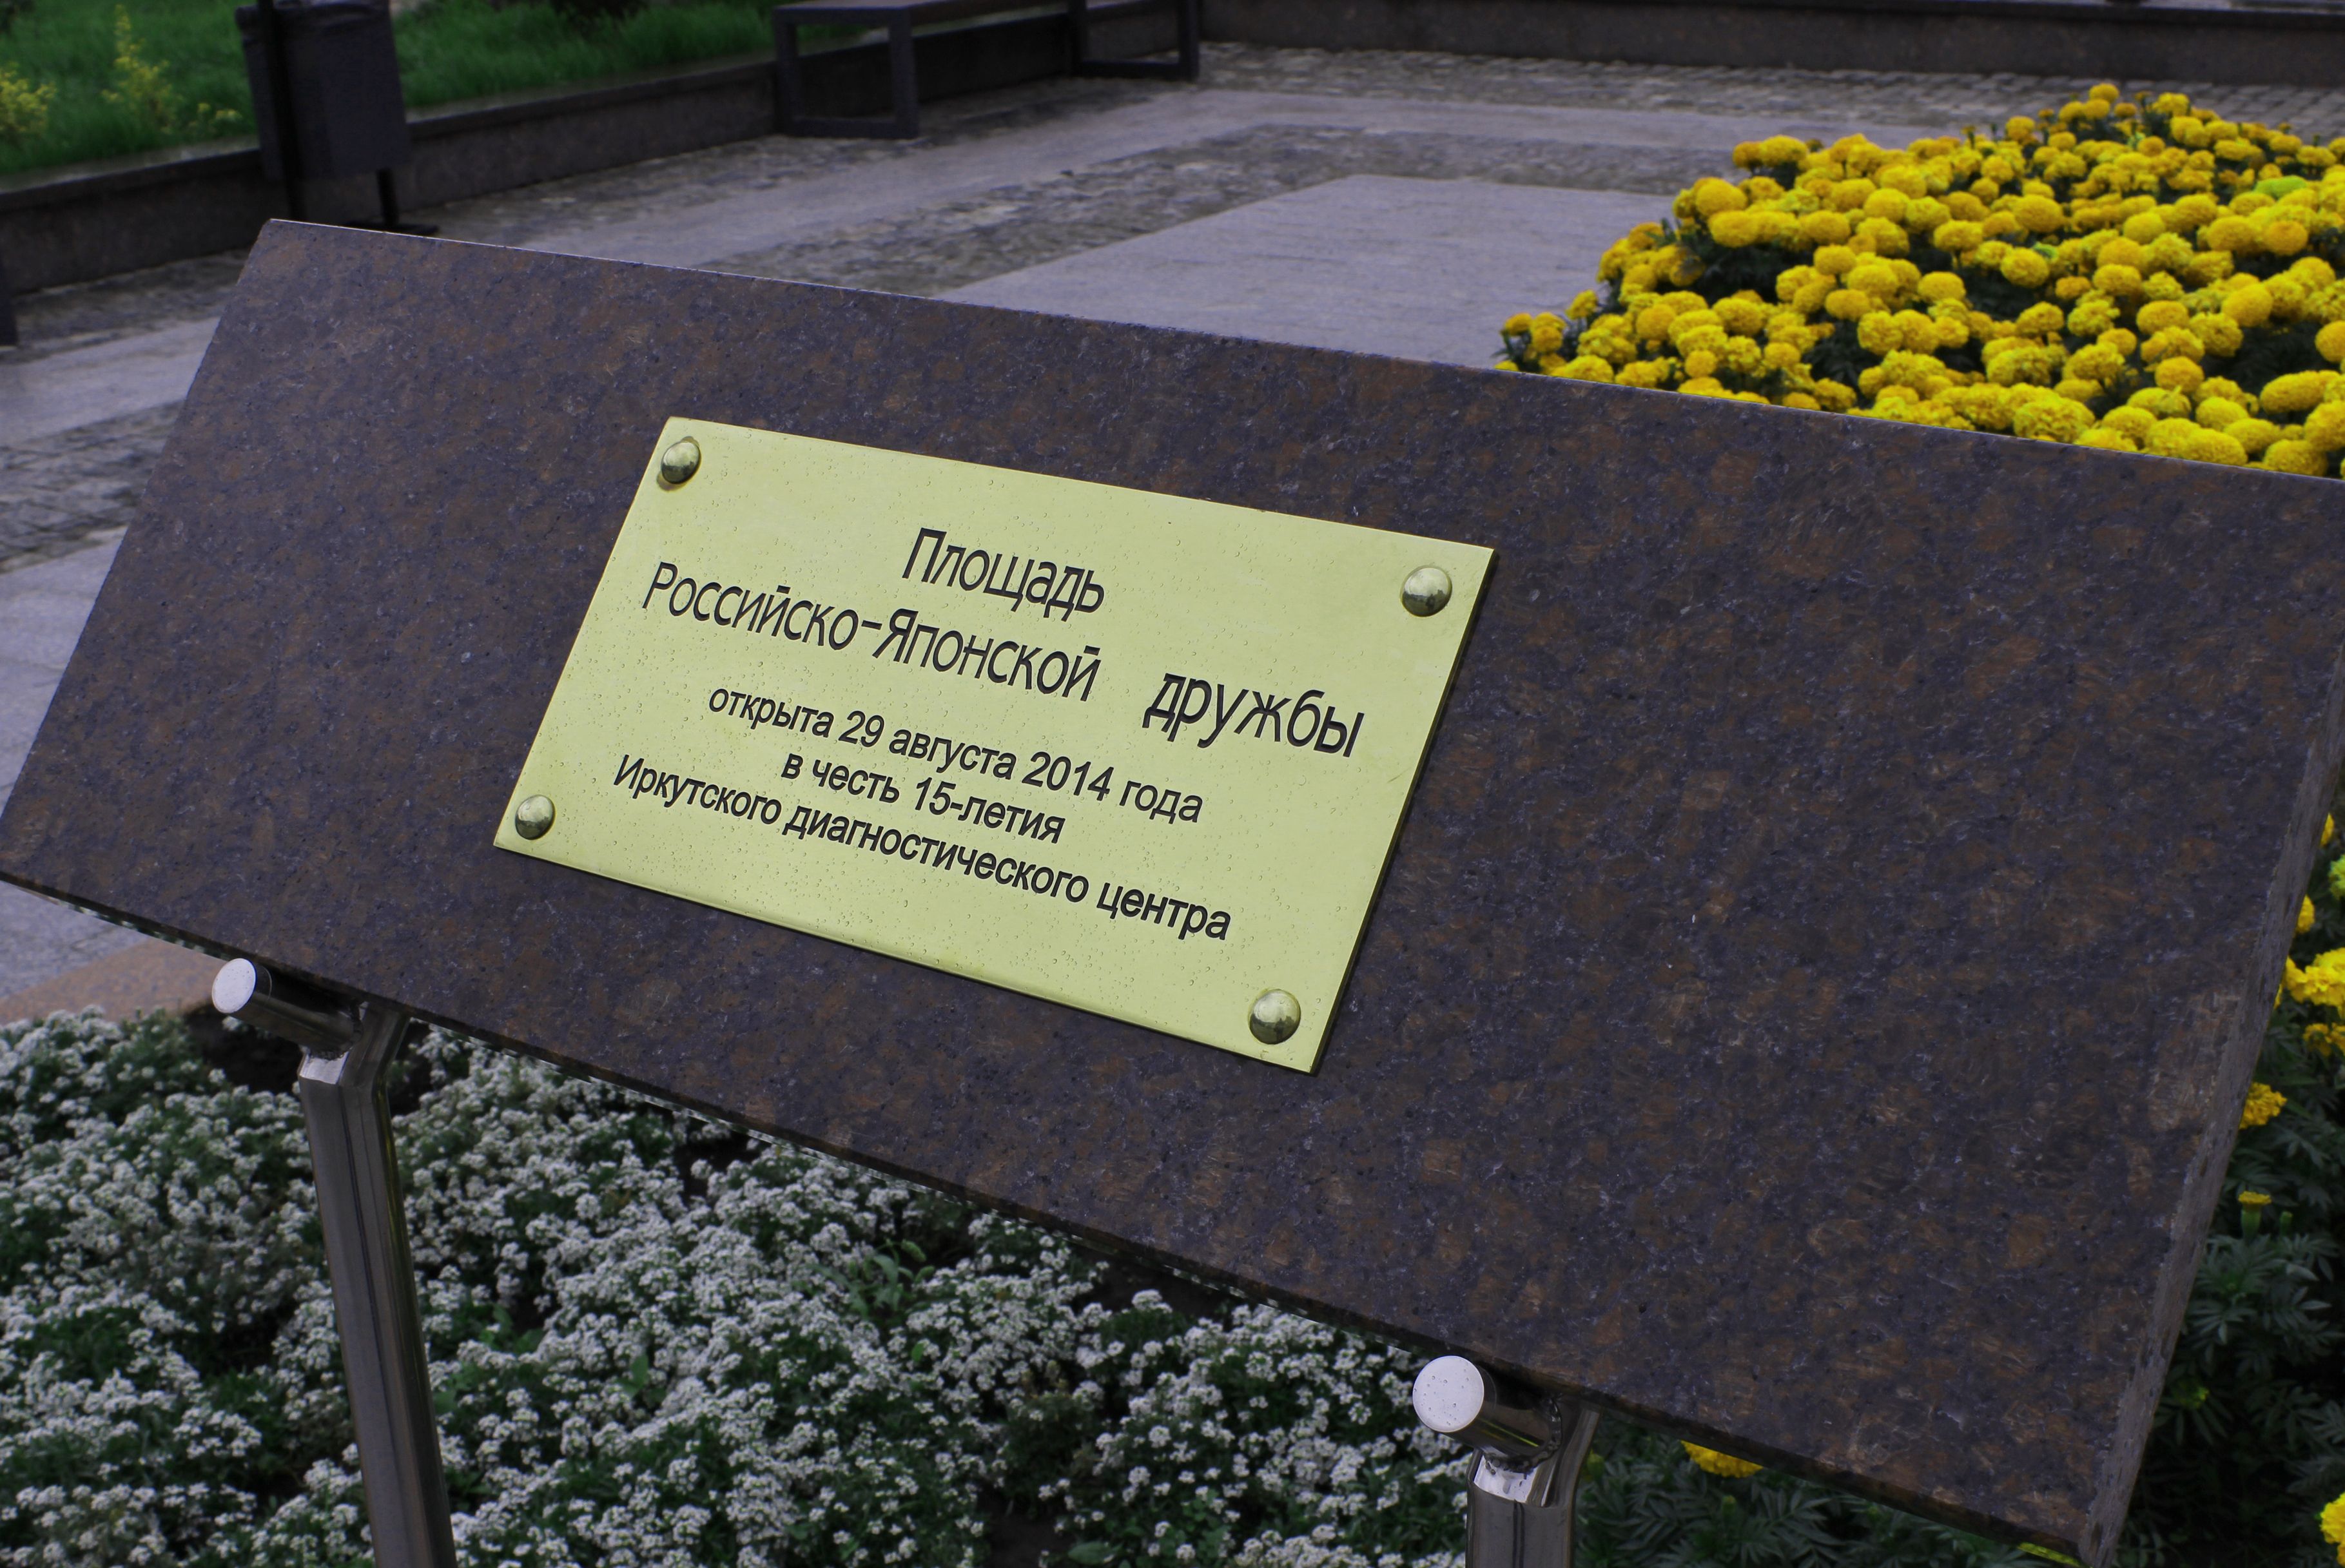 Площадь
Российско-Японской дружбы
открыта 29 августа 2014 года
в честь 15-летия
Иркутского диагностического центра